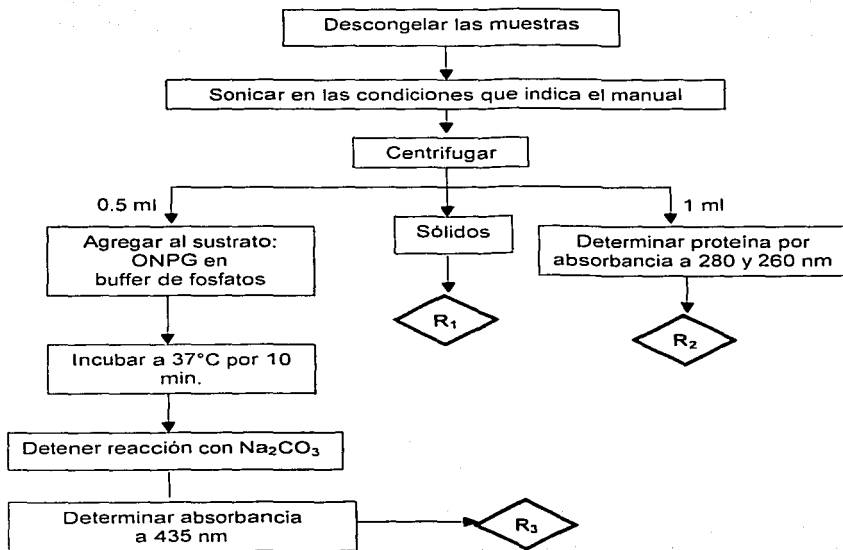 Descongelar las muestras
Sonicar en las condiciones que indica el manual
Centrifugar
0.5 ml
1 ml
Agregar al sustrato:
ONPG en
buffer de fosfatos
Sólidos
Determinar proteína por
absorbancia a 280 y 260 nm
R₁
R₂
Incubar a 37°C por 10
min.
Detener reacción con Na₂CO₃
Determinar absorbancia
a 435 nm
R₃